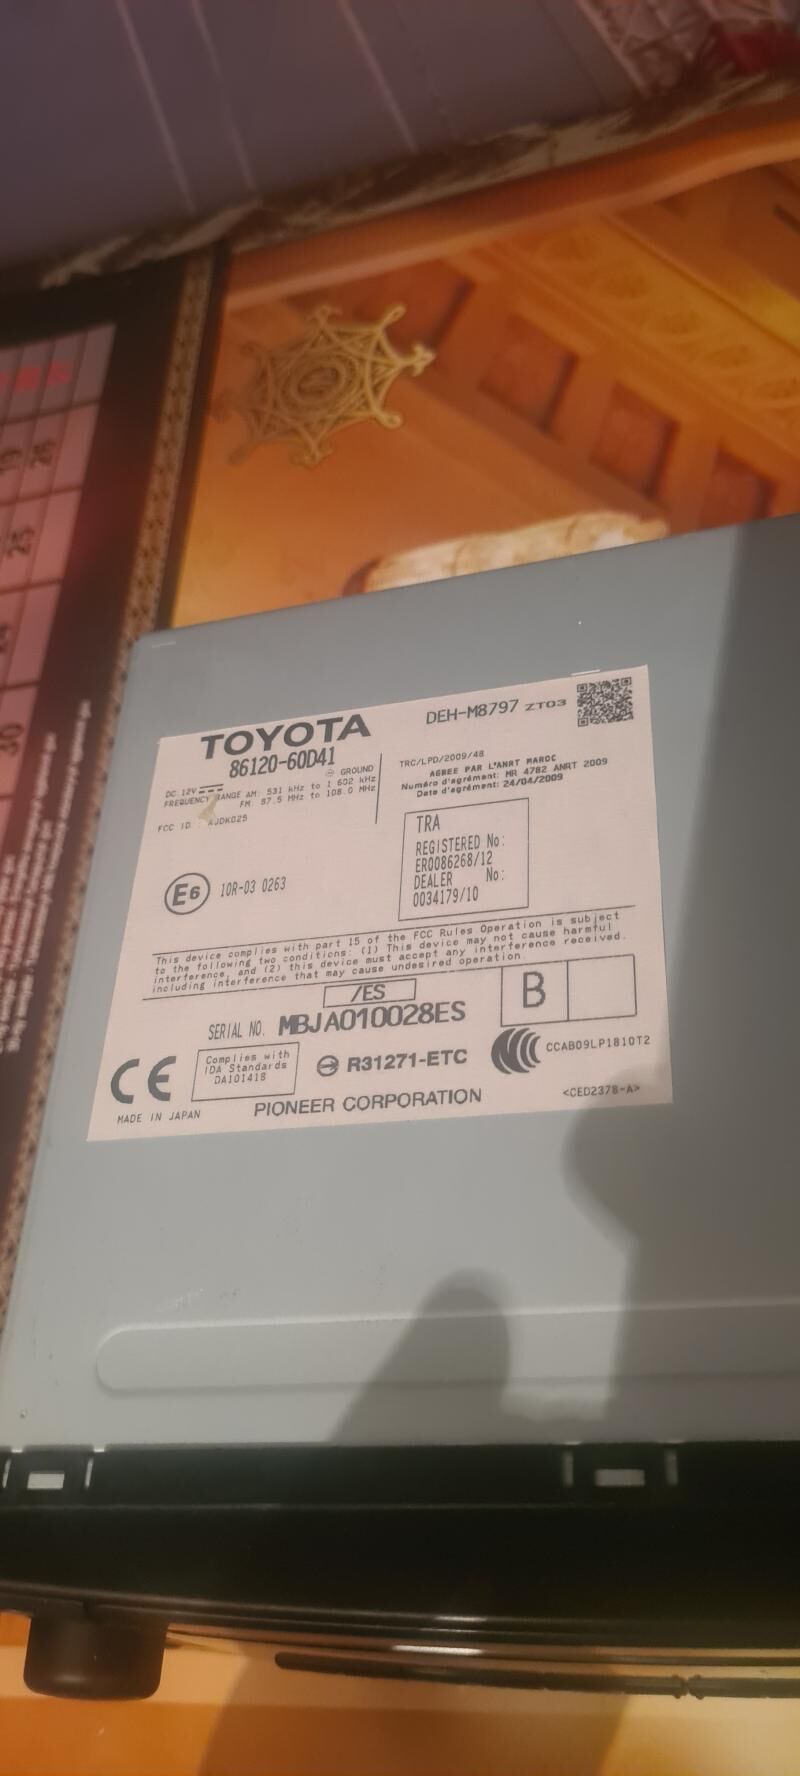 TOYOTA
86120-60D41
DEH-M8797 ZT03
GROUND
DC 12V
FREQUENCY RANGE AM: 531 kHz to 1 602 kHz
FM: 87.5 MHz to 108.0 MHz
FCC ID : AJDK025
TRC/LPD/2009/48
AGREE PAR L'ANRT MAROC
Numéro d'agrément: MR 4782 ANRT 2009
Date d'agrément: 24/04/2009
TRA
REGISTERED No:
ER0086268/12
DEALER No:
0034179/10
E6 10R-03 0263
This device complies with part 15 of the FCC Rules Operation is subject
to the following two conditions: (1) This device may not cause harmful
interference, and (2) this device must accept any interference received,
including interference that may cause undesired operation.
/ES
B
SERIAL NO. MBJA010028ES
CE
Complies with
IDA Standards
DA101418
R31271-ETC
CCAB09LP1810T2
MADE IN JAPAN
PIONEER CORPORATION
<CED2378-A>
29
28
25
24
30